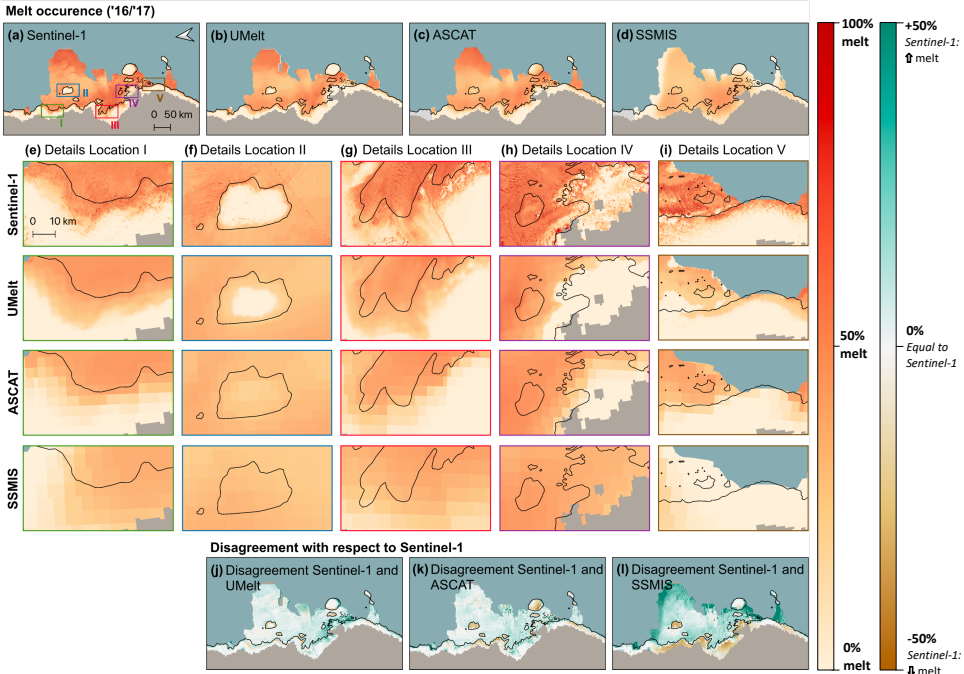 Melt occurence ('16/'17)
(a) Sentinel-1
(b) UMelt
(c) ASCAT
(d) SSMIS
I
II
III
IV
V
0 50 km
(e) Details Location I
(f) Details Location II
(g) Details Location III
(h) Details Location IV
(i) Details Location V
Sentinel-1
0 10 km
UMelt
ASCAT
SSMIS
Disagreement with respect to Sentinel-1
(j) Disagreement Sentinel-1 and
UMelt
(k) Disagreement Sentinel-1 and
ASCAT
(l) Disagreement Sentinel-1 and
SSMIS
100%
melt
50%
melt
0%
melt
+50%
Sentinel-1:
⇧ melt
0%
Equal to
Sentinel-1
-50%
Sentinel-1:
⇩ melt